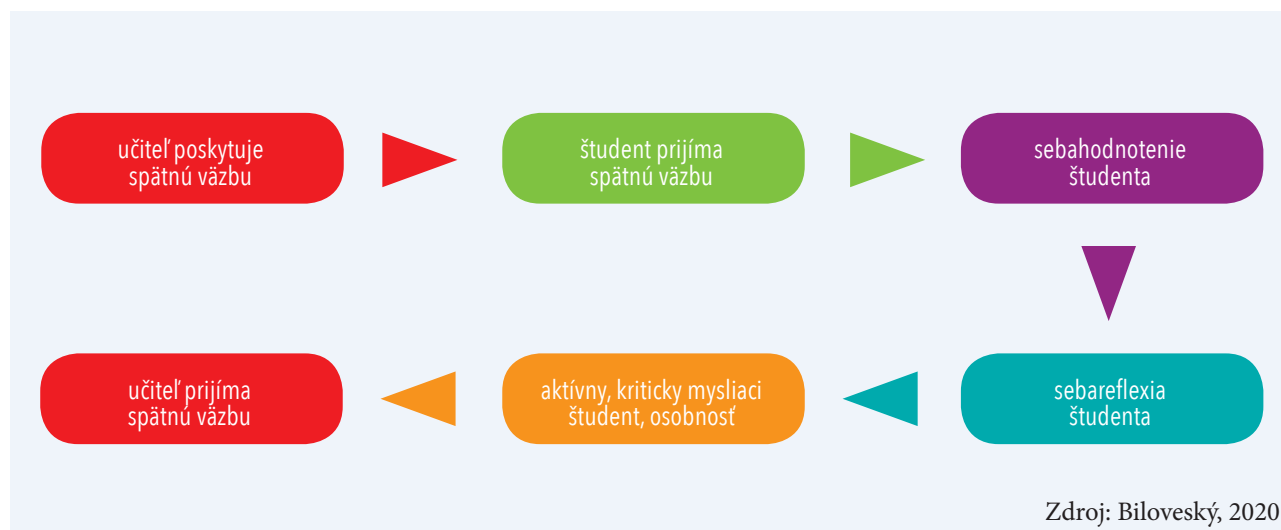 učiteľ poskytuje
spätnú väzbu
študent prijíma
spätnú väzbu
sebahodnotenie
študenta
sebareflexia
študenta
aktívny, kriticky mysliaci
študent, osobnosť
učiteľ prijíma
spätnú väzbu
Zdroj: Biloveský, 2020